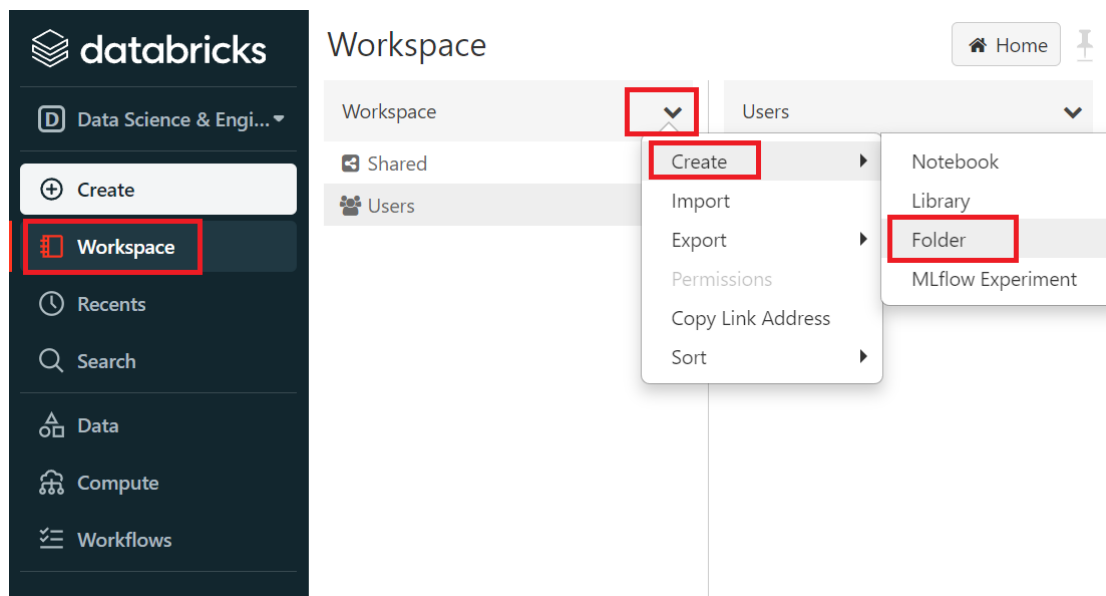 databricks
D Data Science & Engi...
Create
Workspace
Recents
Search
Data
Compute
Workflows
Workspace
Home
Workspace
Shared
Users
Users
Create
Import
Export
Permissions
Copy Link Address
Sort
Notebook
Library
Folder
MLflow Experiment